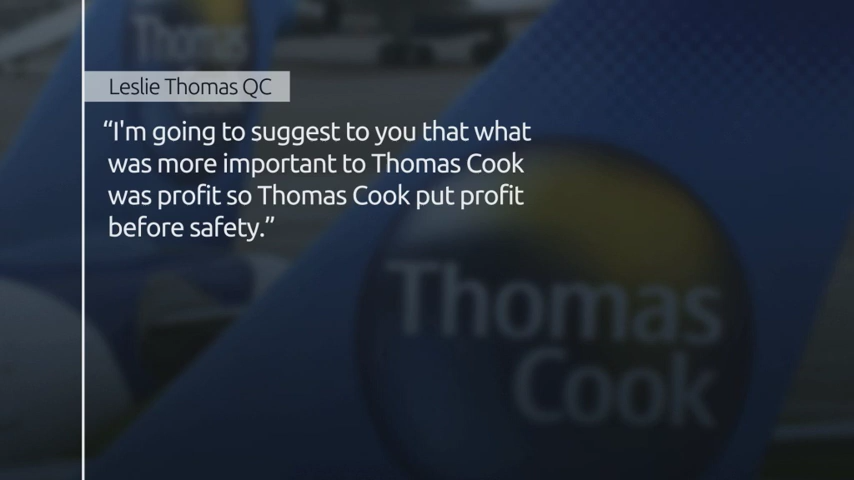 Thomas
Leslie Thomas QC
“I'm going to suggest to you that what
was more important to Thomas Cook
was profit so Thomas Cook put profit
before safety.”
Thomas
Cook